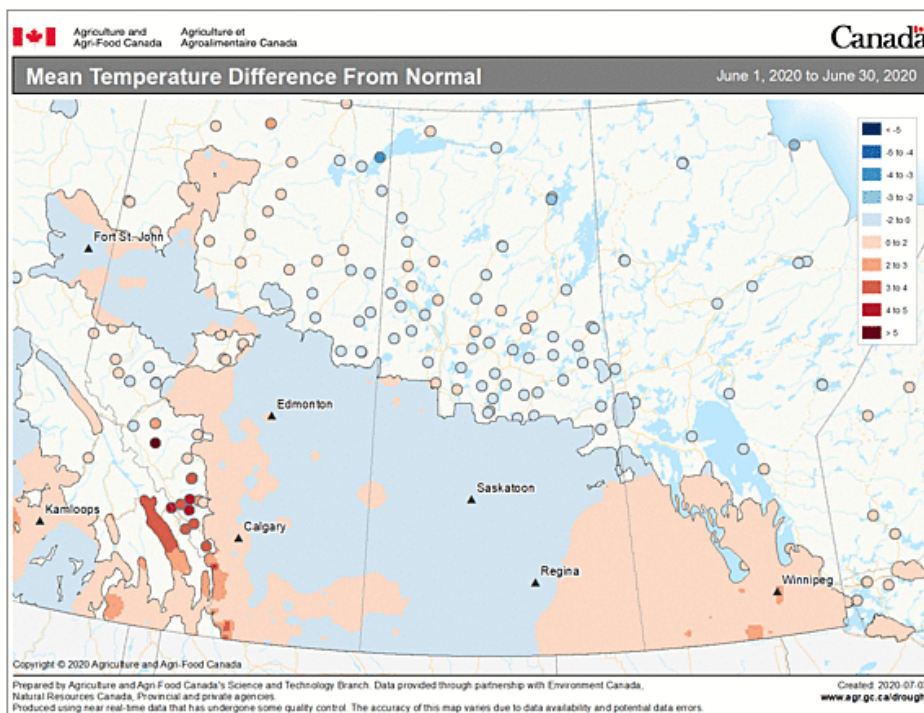 Agriculture and Agriculture et
Agri-Food Canada Agroalimentaire Canada
Canada
Mean Temperature Difference From Normal
June 1, 2020 to June 30, 2020
< -5
-5 to -4
-4 to -3
-3 to -2
-2 to 0
0 to 2
2 to 3
3 to 4
4 to 5
> 5
Fort St. John
Edmonton
Saskatoon
Kamloops
Calgary
Regina
Winnipeg
Copyright © 2020 Agriculture and Agri-Food Canada
Prepared by Agriculture and Agri-Food Canada's Science and Technology Branch. Data provided through partnership with Environment Canada,
Natural Resources Canada, Provincial and private agencies.
Produced using near real-time data that has undergone some quality control. The accuracy of this map varies due to data availability and potential data errors.
Created: 2020-07-0
www.agr.gc.ca/drough